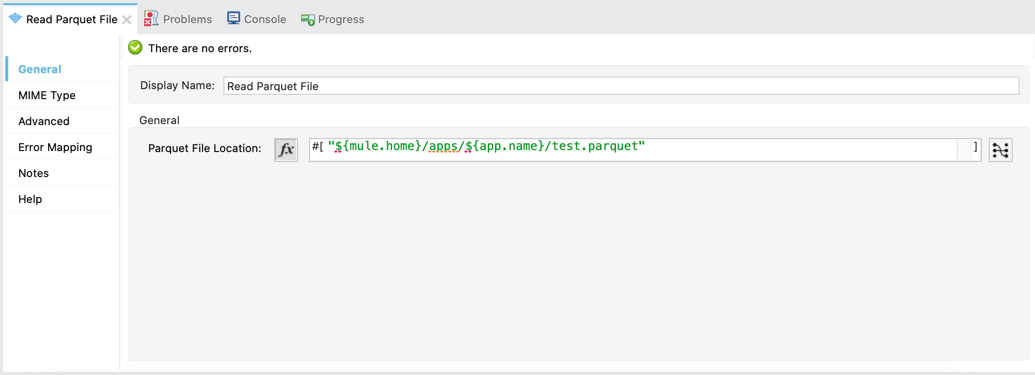 Read Parquet File
Problems
Console
Progress
There are no errors.
General
MIME Type
Advanced
Error Mapping
Notes
Help
Display Name: Read Parquet File
General
Parquet File Location: fx #[ "${mule.home}/apps/${app.name}/test.parquet" ]